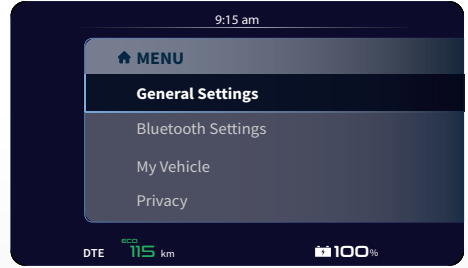 9:15 am
MENU
General Settings
Bluetooth Settings
My Vehicle
Privacy
DTE ECO 115 km 100%